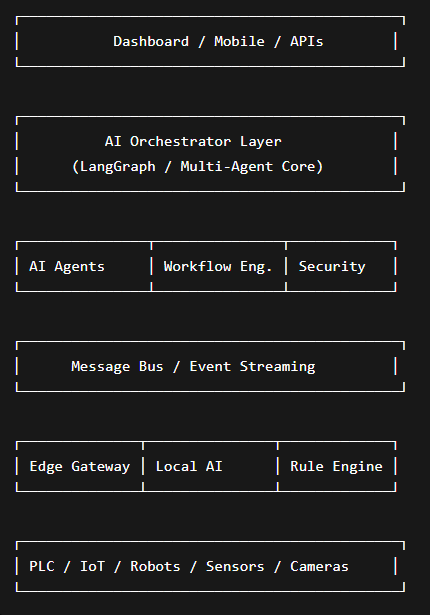 Dashboard / Mobile / APIs
AI Orchestrator Layer
(LangGraph / Multi-Agent Core)
AI Agents Workflow Eng. Security
Message Bus / Event Streaming
Edge Gateway Local AI Rule Engine
PLC / IoT / Robots / Sensors / Cameras